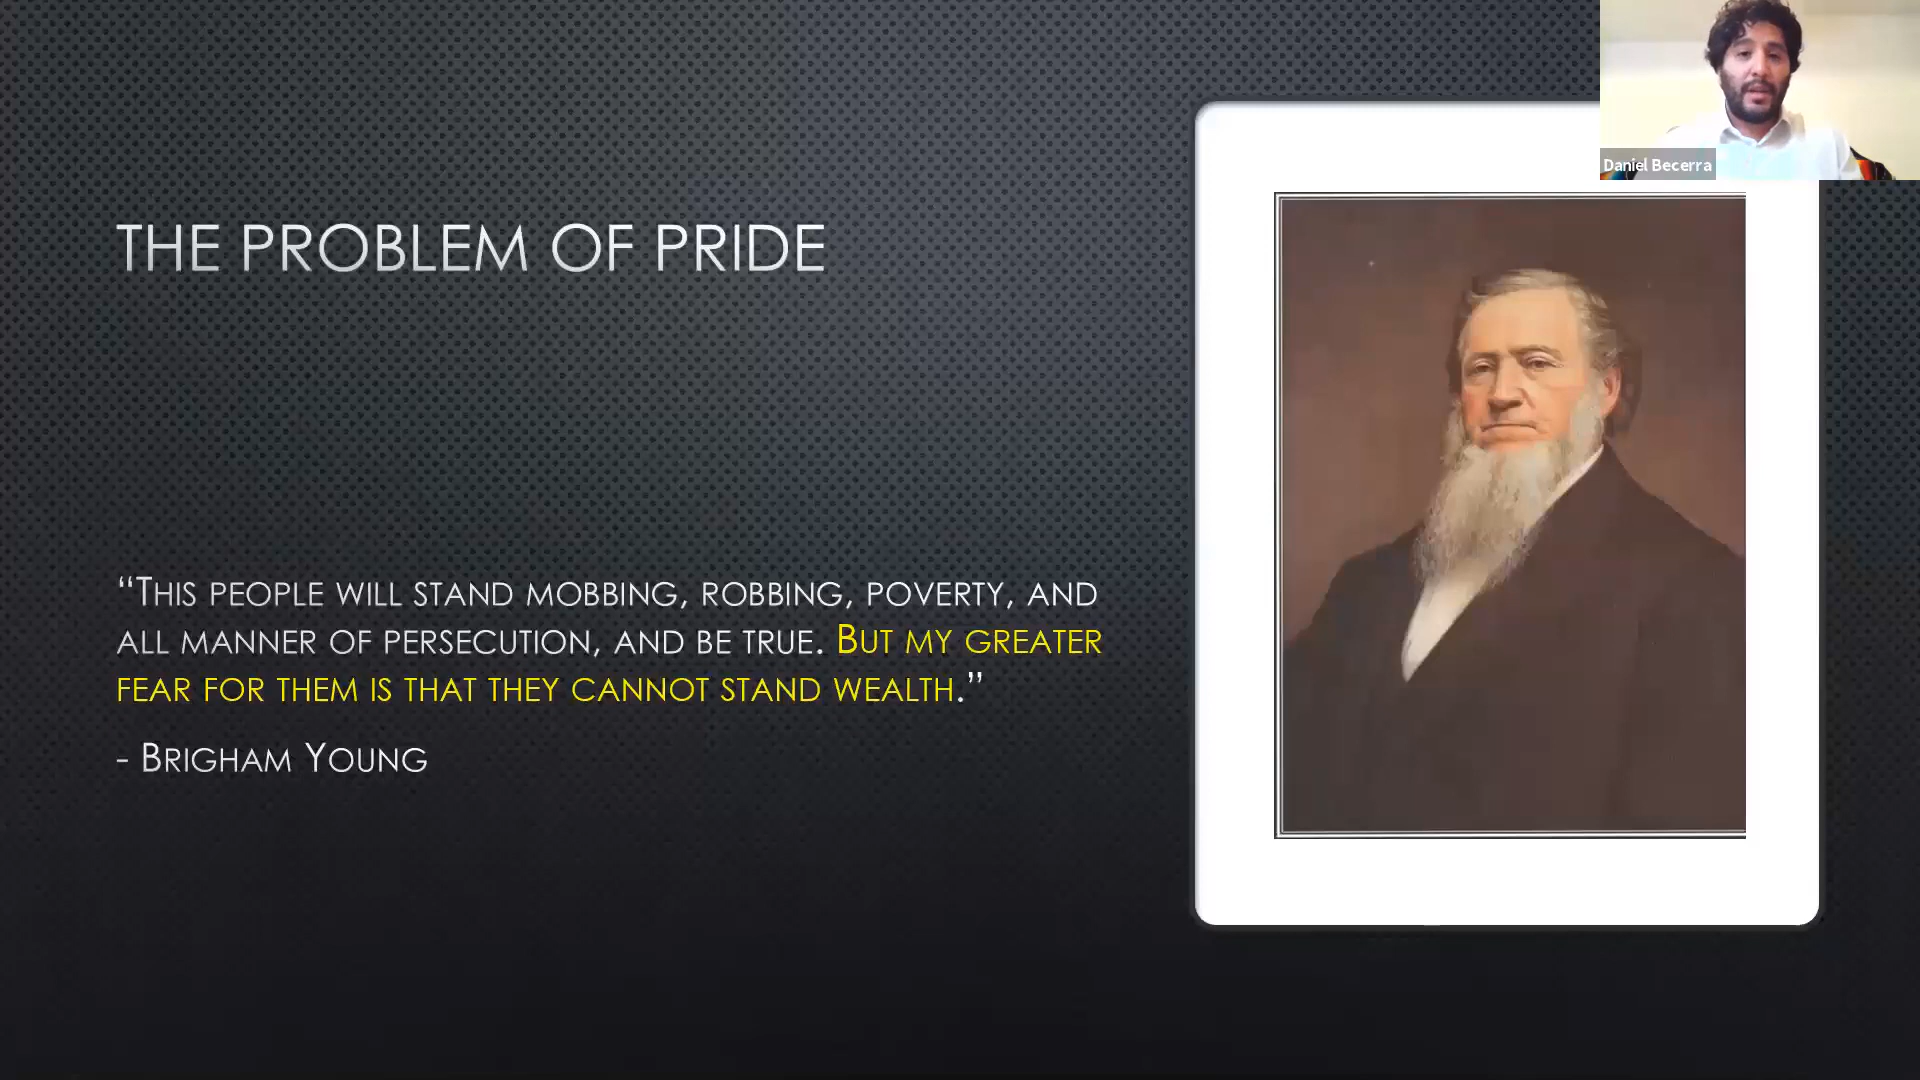 Daniel Becerra
THE PROBLEM OF PRIDE
“THIS PEOPLE WILL STAND MOBBING, ROBBING, POVERTY, AND
ALL MANNER OF PERSECUTION, AND BE TRUE. BUT MY GREATER
FEAR FOR THEM IS THAT THEY CANNOT STAND WEALTH.”
- BRIGHAM YOUNG